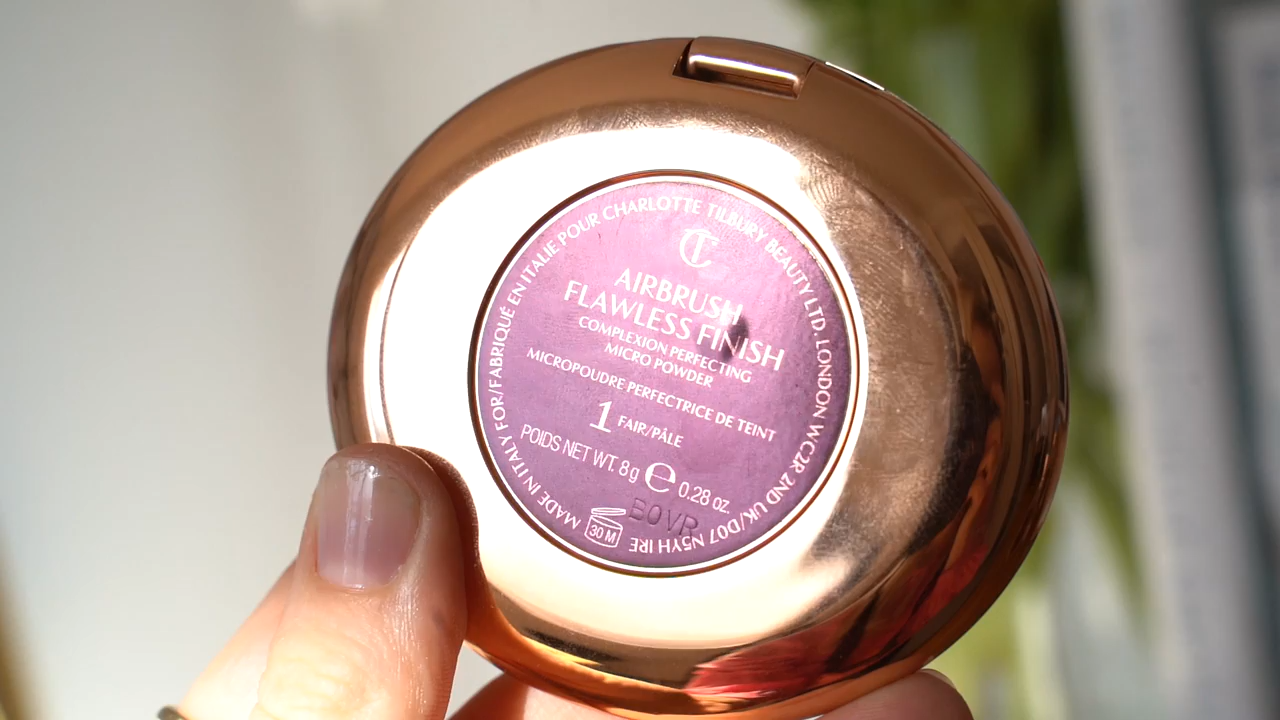 MADE IN ITALY FOR/FABRIQUÉ EN ITALIE POUR CHARLOTTE TILBURY BEAUTY LTD. LONDON WC2R 2ND UK/D07 N5YH IRE
CT
AIRBRUSH
FLAWLESS FINISH
COMPLEXION PERFECTING
MICRO POWDER
MICROPOUDRE PERFECTRICE DE TEINT
1 FAIR/PÂLE
POIDS NET WT. 8g ℮ 0.28 oz.
B0VR
30 M